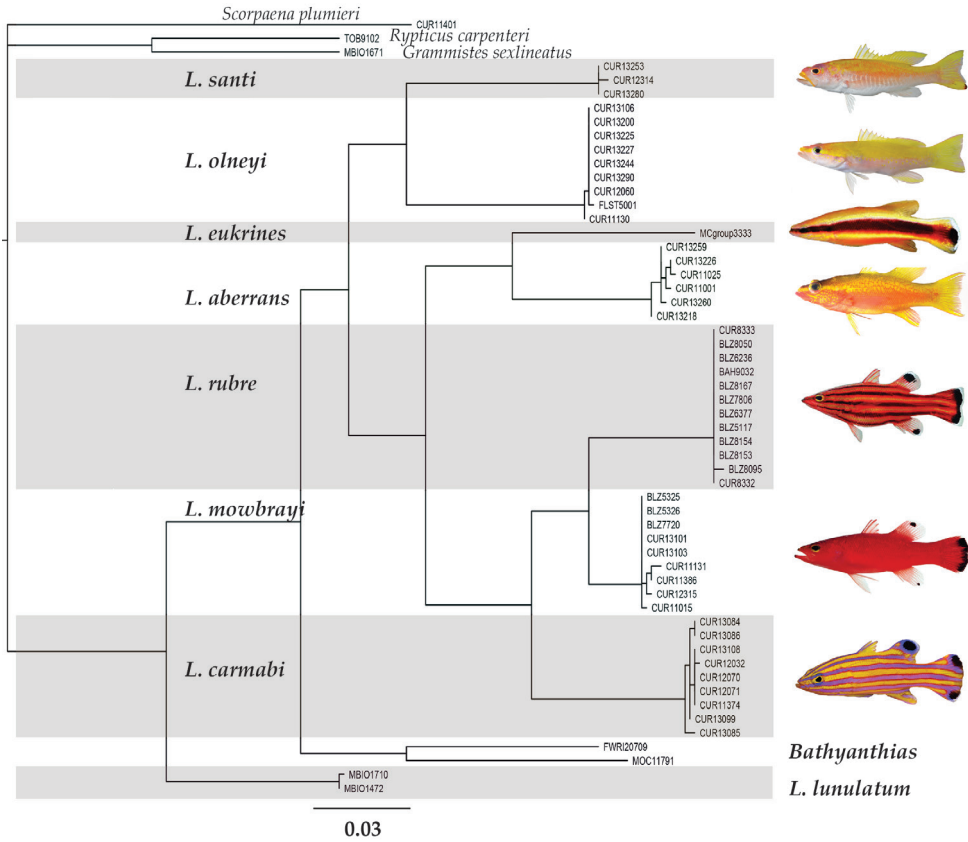 Scorpaena plumieri
CUR11401
TOB9102
Rypticus carpenteri
MBIO1671
Grammistes sexlineatus
L. santi
CUR13253
CUR12314
CUR13280
L. olneyi
CUR13106
CUR13200
CUR13225
CUR13227
CUR13244
CUR13290
CUR12060
FLST5001
CUR11130
L. eukrines
MCgroup3333
L. aberrans
CUR13259
CUR13226
CUR11025
CUR11001
CUR13260
CUR13218
L. rubre
CUR8333
BLZ8050
BLZ6236
BAH9032
BLZ8167
BLZ7806
BLZ6377
BLZ5117
BLZ8154
BLZ8153
BLZ8095
CUR8332
L. mowbrayi
BLZ5325
BLZ5326
BLZ7720
CUR13101
CUR13103
CUR11131
CUR11386
CUR12315
CUR11015
L. carmabi
CUR13084
CUR13086
CUR13108
CUR12032
CUR12070
CUR12071
CUR11374
CUR13099
CUR13085
FWRI20709
MOC11791
Bathyanthias
MBIO1710
MBIO1472
L. lunulatum
0.03